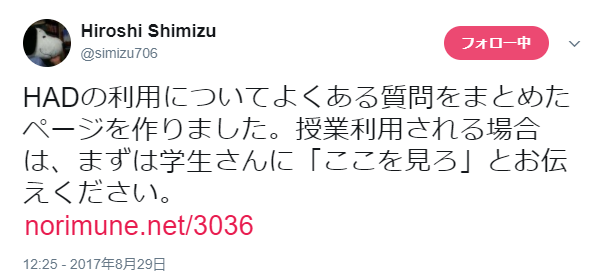 Hiroshi Shimizu
@simizu706
フォロー中
HADの利用についてよくある質問をまとめた
ページを作りました。授業利用される場合
は、まずは学生さんに「ここを見ろ」とお伝
えください。
norimune.net/3036
12:25 - 2017年8月29日